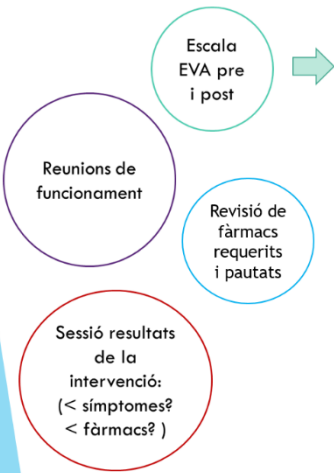 Escala
EVA pre
i post
Reunions de
funcionament
Revisió de
fàrmacs
requerits
i pautats
Sessió resultats
de la
intervenció:
(< símptomes?
< fàrmacs? )